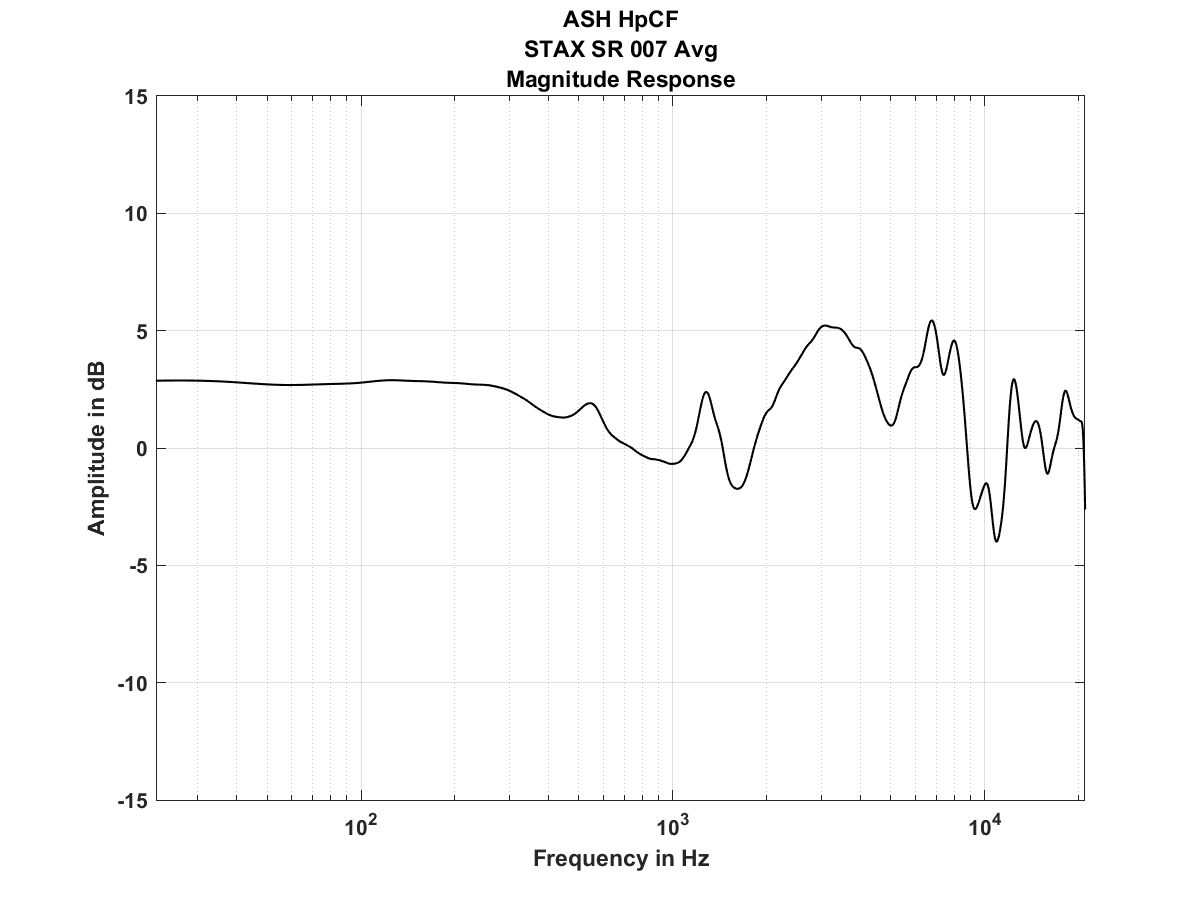 ASH HpCF
STAX SR 007 Avg
Magnitude Response
15
10
5
0
-5
-10
-15
Amplitude in dB
10²
10³
10⁴
Frequency in Hz